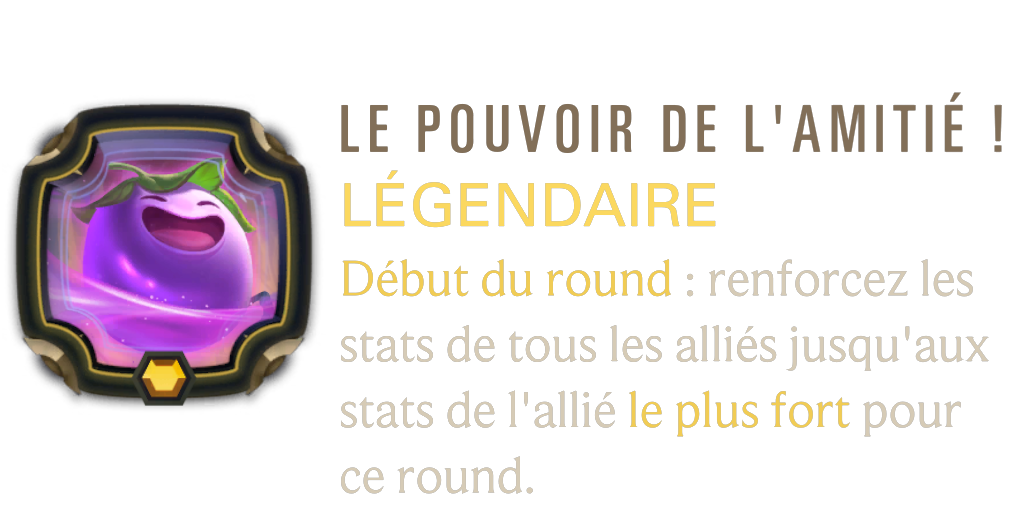 LE POUVOIR DE L'AMITIÉ !
LÉGENDAIRE
Début du round : renforcez les
stats de tous les alliés jusqu'aux
stats de l'allié le plus fort pour
ce round.